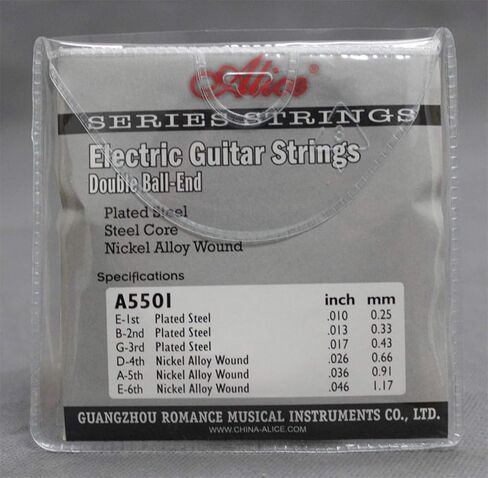 Alice®
SERIES STRINGS
Electric Guitar Strings
Double Ball-End
Plated Steel
Steel Core
Nickel Alloy Wound
Specifications
A5501 inch mm
E-1st Plated Steel .010 0.25
B-2nd Plated Steel .013 0.33
G-3rd Plated Steel .017 0.43
D-4th Nickel Alloy Wound .026 0.66
A-5th Nickel Alloy Wound .036 0.91
E-6th Nickel Alloy Wound .046 1.17
GUANGZHOU ROMANCE MUSICAL INSTRUMENTS CO., LTD.
WWW.CHINA-ALICE.COM